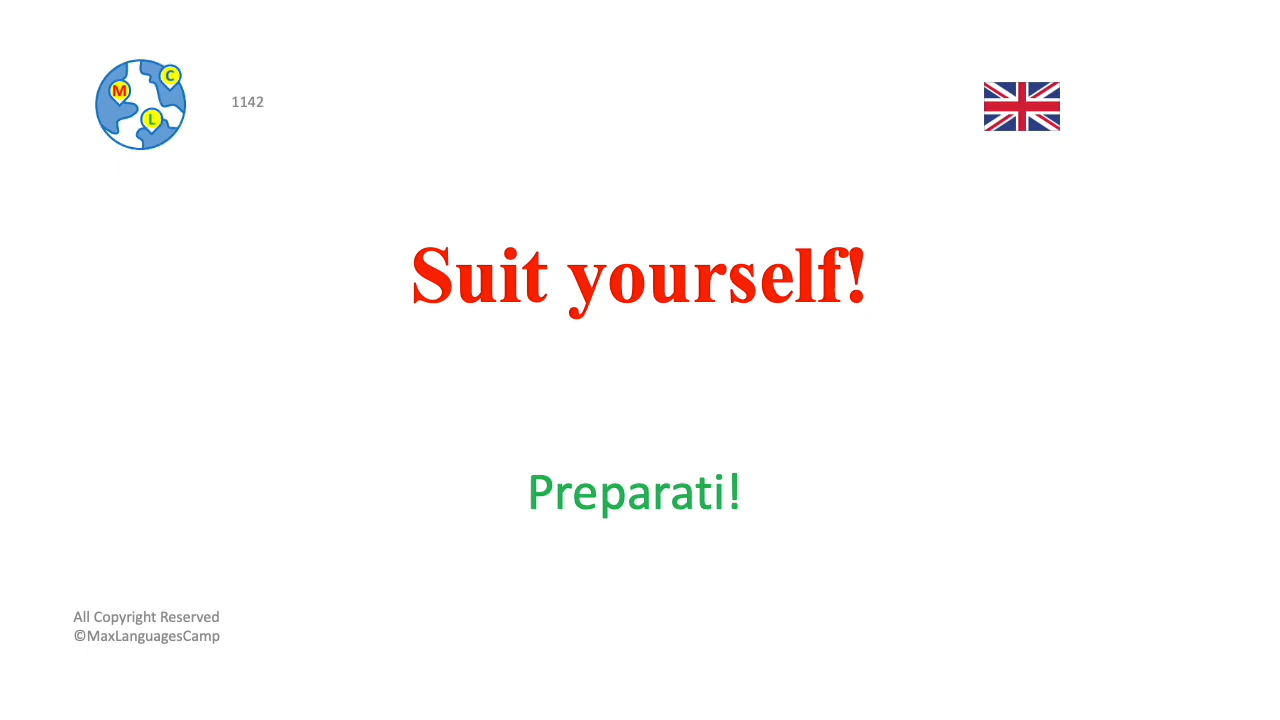 M
C
L
1142
Suit yourself!
Preparati!
All Copyright Reserved
©MaxLanguagesCamp